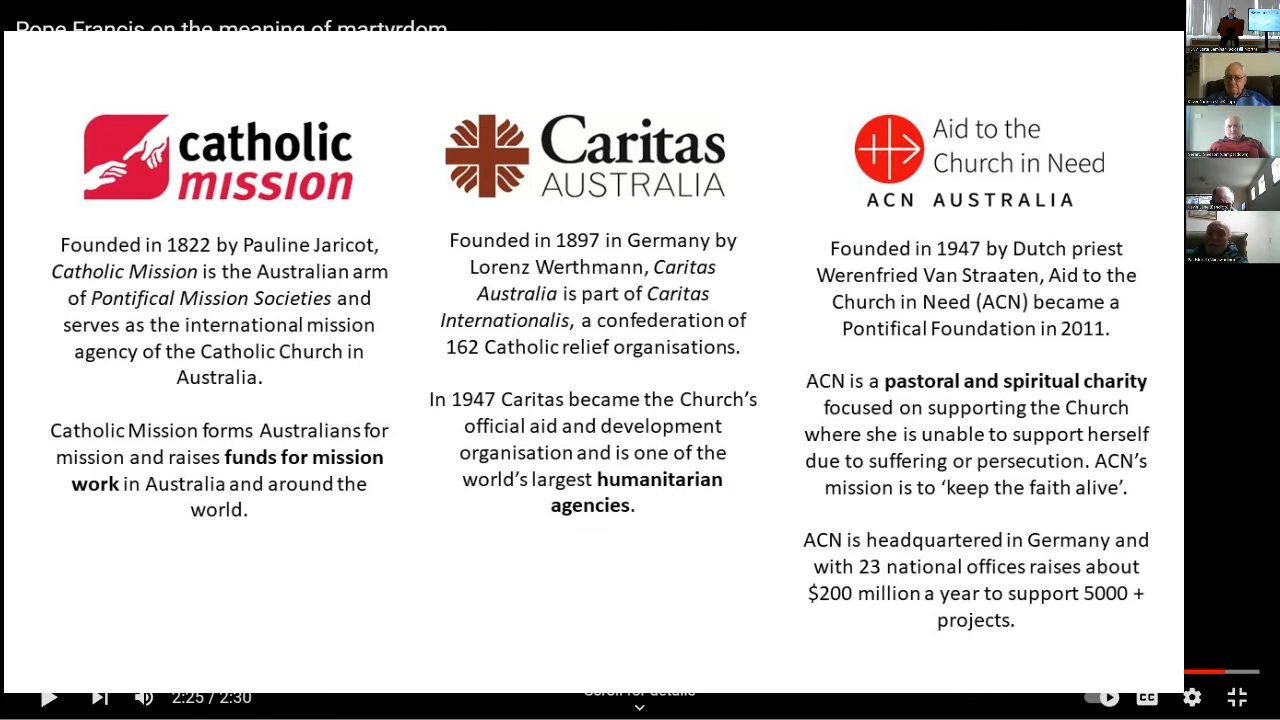 Pope Francis on the meaning of martyrdom
catholic
mission
Founded in 1822 by Pauline Jaricot,
Catholic Mission is the Australian arm
of Pontifical Mission Societies and
serves as the international mission
agency of the Catholic Church in
Australia.
Catholic Mission forms Australians for
mission and raises funds for mission
work in Australia and around the
world.
Caritas
AUSTRALIA
Founded in 1897 in Germany by
Lorenz Werthmann, Caritas
Australia is part of Caritas
Internationalis, a confederation of
162 Catholic relief organisations.
In 1947 Caritas became the Church’s
official aid and development
organisation and is one of the
world’s largest humanitarian
agencies.
Aid to the
Church in Need
ACN AUSTRALIA
Founded in 1947 by Dutch priest
Werenfried Van Straaten, Aid to the
Church in Need (ACN) became a
Pontifical Foundation in 2011.
ACN is a pastoral and spiritual charity
focused on supporting the Church
where she is unable to support herself
due to suffering or persecution. ACN’s
mission is to ‘keep the faith alive’.
ACN is headquartered in Germany and
with 23 national offices raises about
$200 million a year to support 5000 +
projects.
2:25 / 2:30
Scroll for details
CC